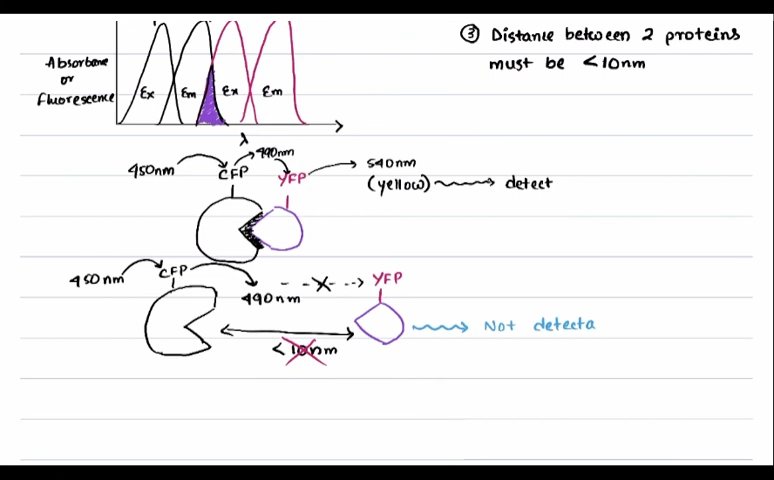 ③ Distance between 2 proteins
must be <10nm
Absorbane
or
Fluorescence
Ex
Em
Ex
Em
λ
450nm
CFP
490nm
YFP
540nm
(yellow)
detect
450nm
CFP
490nm
X
YFP
<10nm
Not detecta